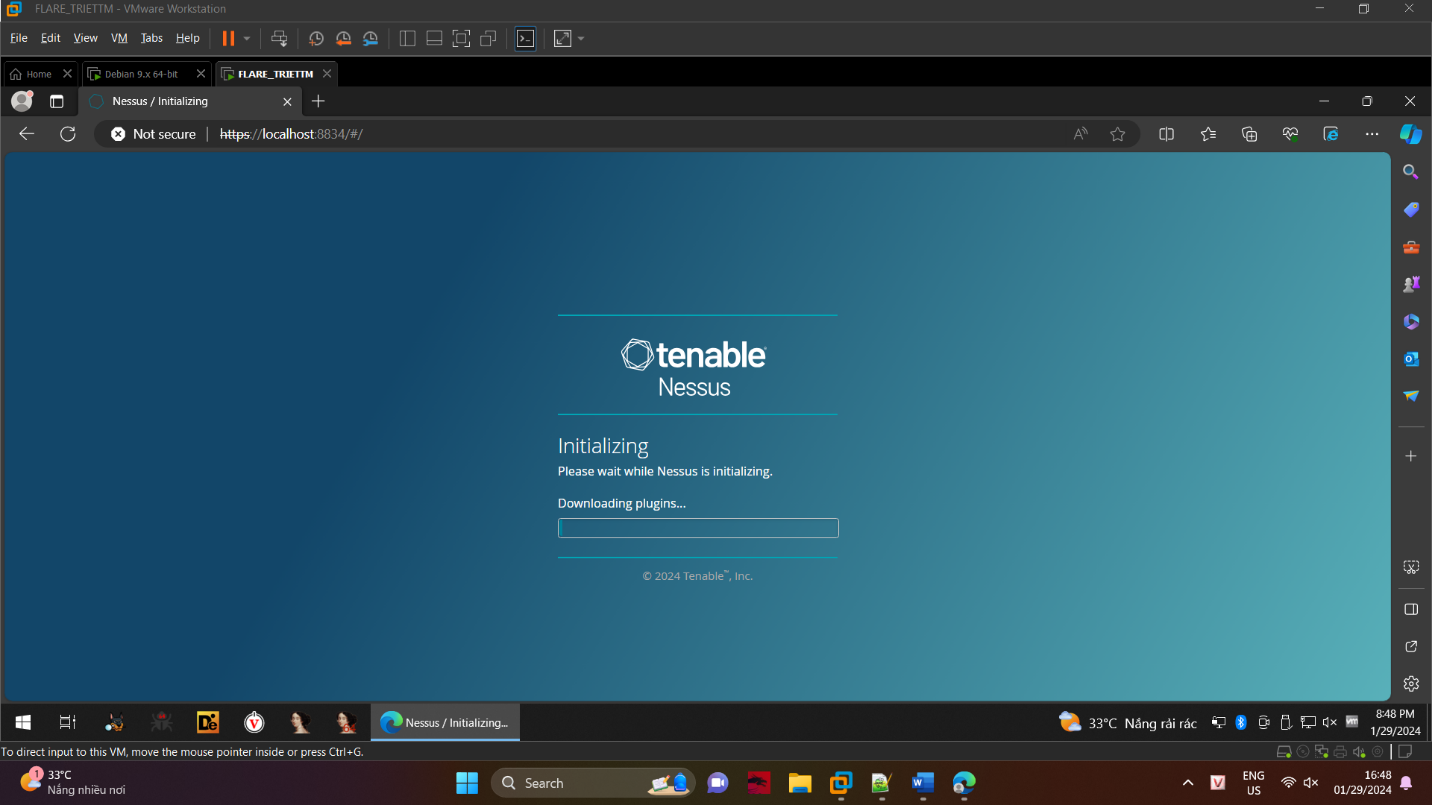 FLARE_TRIETTM - VMware Workstation
File Edit View VM Tabs Help
Home Debian 9.x 64-bit FLARE_TRIETTM
Nessus / Initializing
Not secure https://localhost:8834/#/
tenable
Nessus
Initializing
Please wait while Nessus is initializing.
Downloading plugins...
© 2024 Tenable™, Inc.
Nessus / Initializing...
33°C Nắng rải rác
8:48 PM
1/29/2024
To direct input to this VM, move the mouse pointer inside or press Ctrl+G.
1
33°C
Nắng nhiều nơi
Search
ENG
US
16:48
01/29/2024